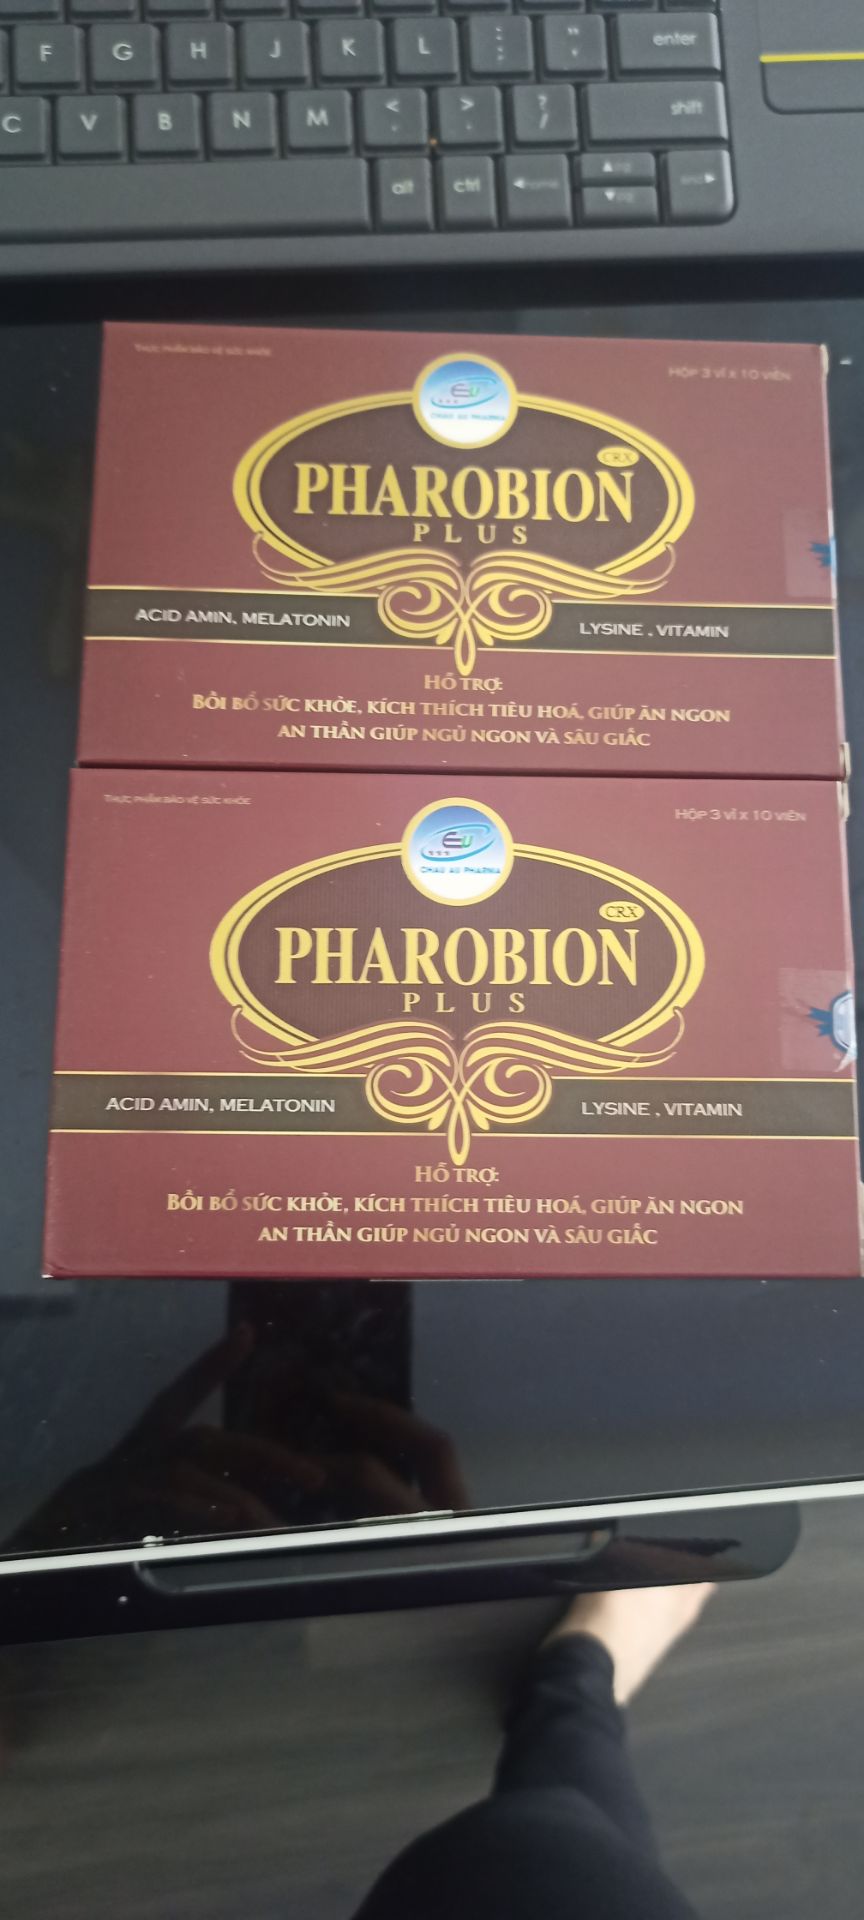 F G H J K L : ; " ' enter
C V B N M < , > . ? / shift
alt ctrl home pg pg end
THỰC PHẨM BẢO VỆ SỨC KHỎE
HỘP 3 VỈ X 10 VIÊN
EU
CHAU AU PHARMA
CRX
PHAROBION
PLUS
ACID AMIN, MELATONIN
LYSINE , VITAMIN
HỖ TRỢ:
BỒI BỔ SỨC KHỎE, KÍCH THÍCH TIÊU HOÁ, GIÚP ĂN NGON
AN THẦN GIÚP NGỦ NGON VÀ SÂU GIẤC
THỰC PHẨM BẢO VỆ SỨC KHỎE
HỘP 3 VỈ X 10 VIÊN
EU
CHAU AU PHARMA
CRX
PHAROBION
PLUS
ACID AMIN, MELATONIN
LYSINE , VITAMIN
HỖ TRỢ:
BỒI BỔ SỨC KHỎE, KÍCH THÍCH TIÊU HOÁ, GIÚP ĂN NGON
AN THẦN GIÚP NGỦ NGON VÀ SÂU GIẤC